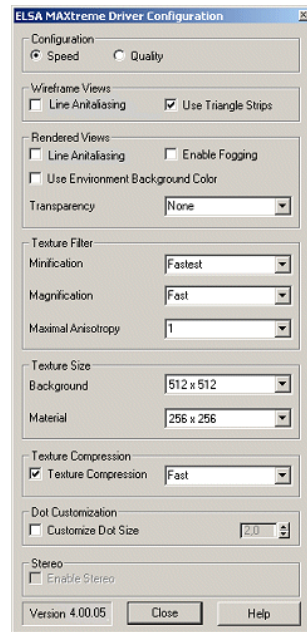 ELSA MAXtreme Driver Configuration
Configuration
Speed Quality
Wireframe Views
Line Anitaliasing Use Triangle Strips
Rendered Views
Line Anitaliasing Enable Fogging
Use Environment Background Color
Transparency None
Texture Filter
Minification Fastest
Magnification Fast
Maximal Anisotropy 1
Texture Size
Background 512 x 512
Material 256 x 256
Texture Compression
Texture Compression Fast
Dot Customization
Customize Dot Size 2,0
Stereo
Enable Stereo
Version 4.00.05 Close Help